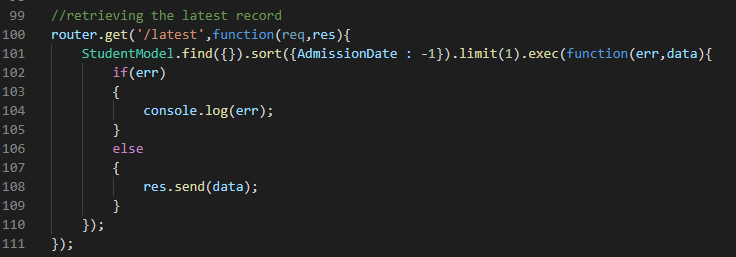 99 //retrieving the latest record
100 router.get('/latest',function(req,res){
101 StudentModel.find({}).sort({AdmissionDate : -1}).limit(1).exec(function(err,data){
102 if(err)
103 {
104 console.log(err);
105 }
106 else
107 {
108 res.send(data);
109 }
110 });
111 });